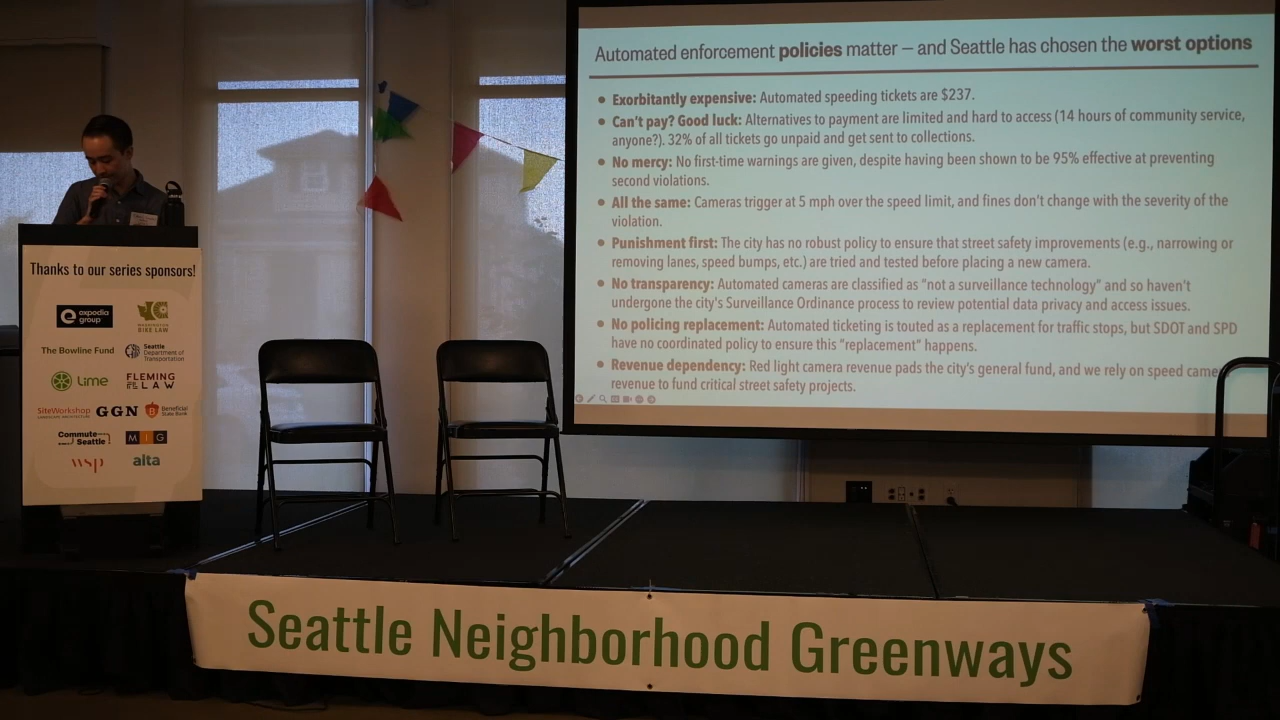 Automated enforcement policies matter – and Seattle has chosen the worst options
Exorbitantly expensive: Automated speeding tickets are $237.
Can't pay? Good luck: Alternatives to payment are limited and hard to access (14 hours of community service,
anyone?). 32% of all tickets go unpaid and get sent to collections.
No mercy: No first-time warnings are given, despite having been shown to be 95% effective at preventing
second violations.
All the same: Cameras trigger at 5 mph over the speed limit, and fines don't change with the severity of the
violation.
Punishment first: The city has no robust policy to ensure that street safety improvements (e.g., narrowing or
removing lanes, speed bumps, etc.) are tried and tested before placing a new camera.
No transparency: Automated cameras are classified as "not a surveillance technology" and so haven't
undergone the city's Surveillance Ordinance process to review potential data privacy and access issues.
No policing replacement: Automated ticketing is touted as a replacement for traffic stops, but SDOT and SPD
have no coordinated policy to ensure this "replacement" happens.
Revenue dependency: Red light camera revenue pads the city's general fund, and we rely on speed came
revenue to fund critical street safety projects.
Thanks to our series sponsors!
expedia
group
WASHINGTON
BIKE LAW
The Bowline Fund
Seattle
Department of
Transportation
Lime
FLEMING
LAW
SiteWorkshop
LANDSCAPE ARCHITECTURE
GGN
Beneficial
State Bank
Commute
Seattle
MIG
wsp
alta
Seattle Neighborhood Greenways